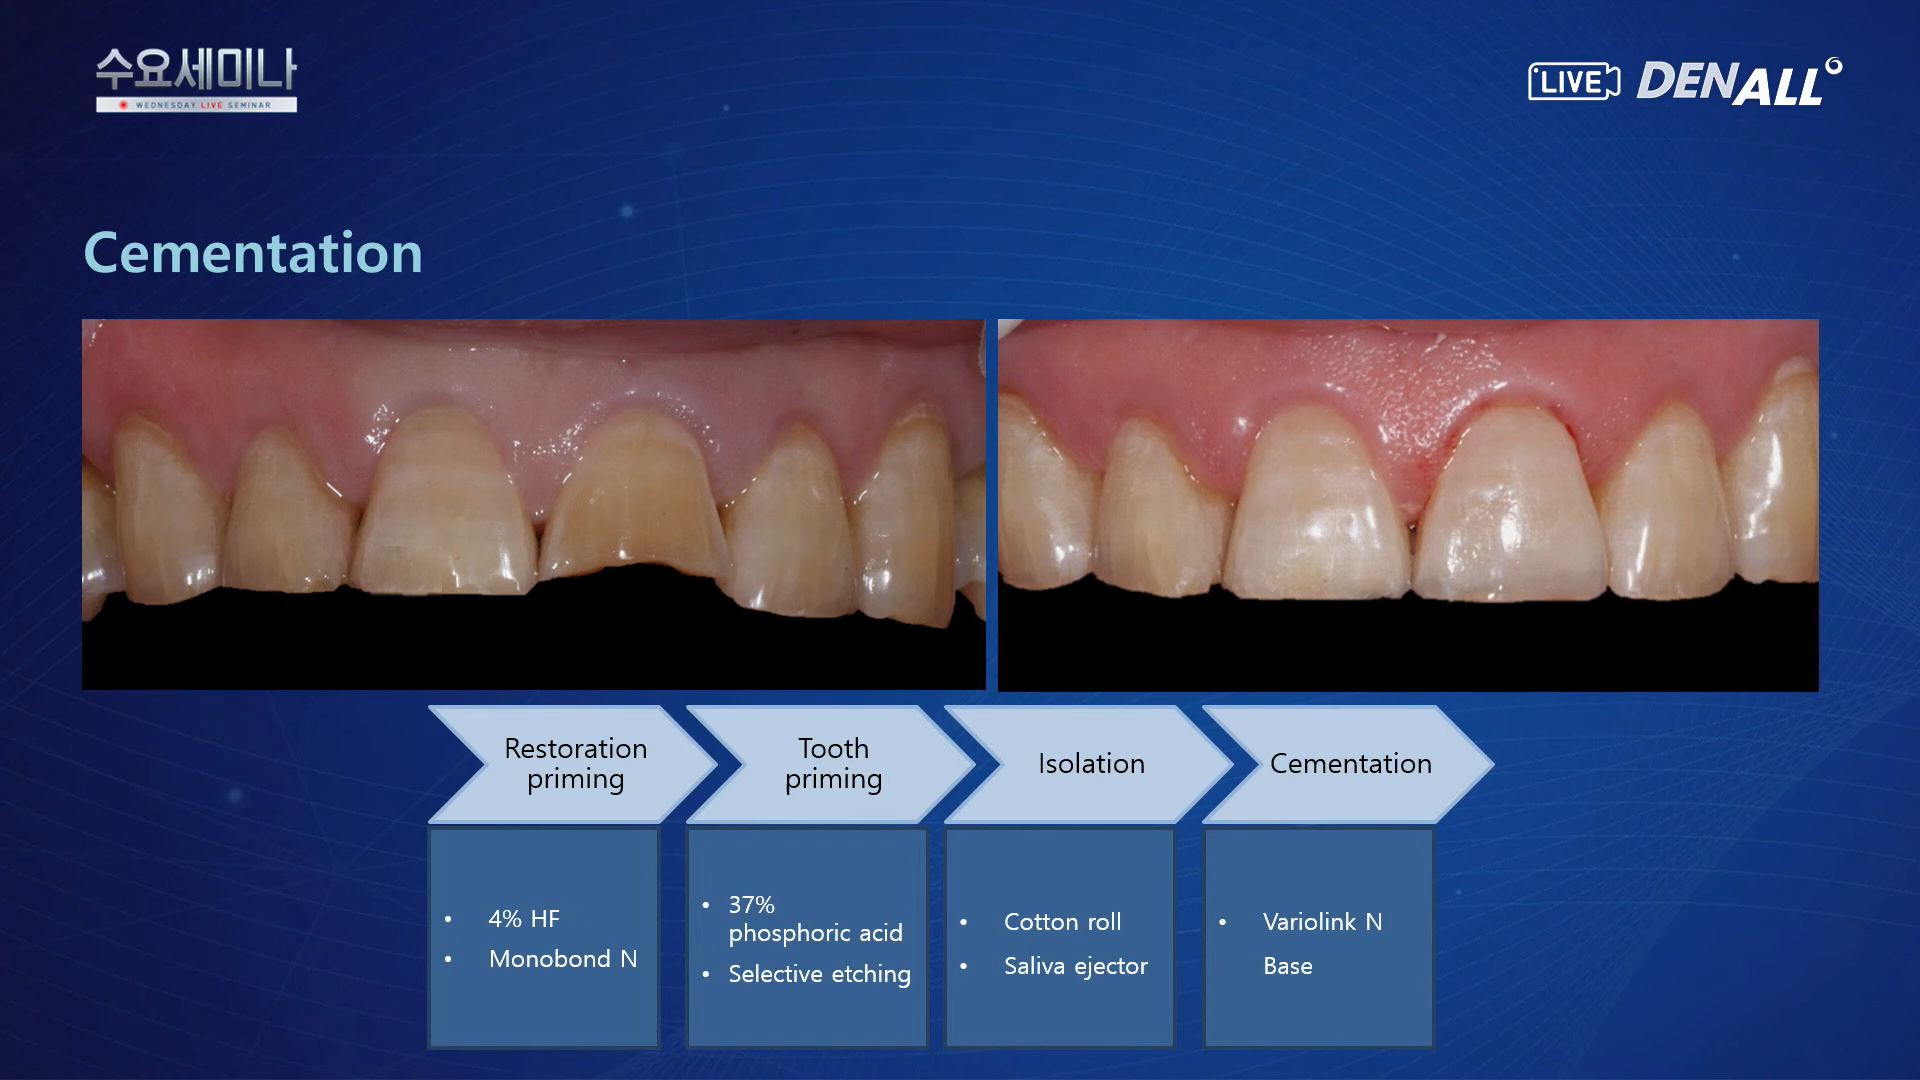 수요세미나
WEDNESDAY LIVE SEMINAR
LIVE DENALL
Cementation
Restoration
priming
Tooth
priming
Isolation
Cementation
• 4% HF
• Monobond N
• 37%
phosphoric acid
• Selective etching
• Cotton roll
• Saliva ejector
• Variolink N
Base